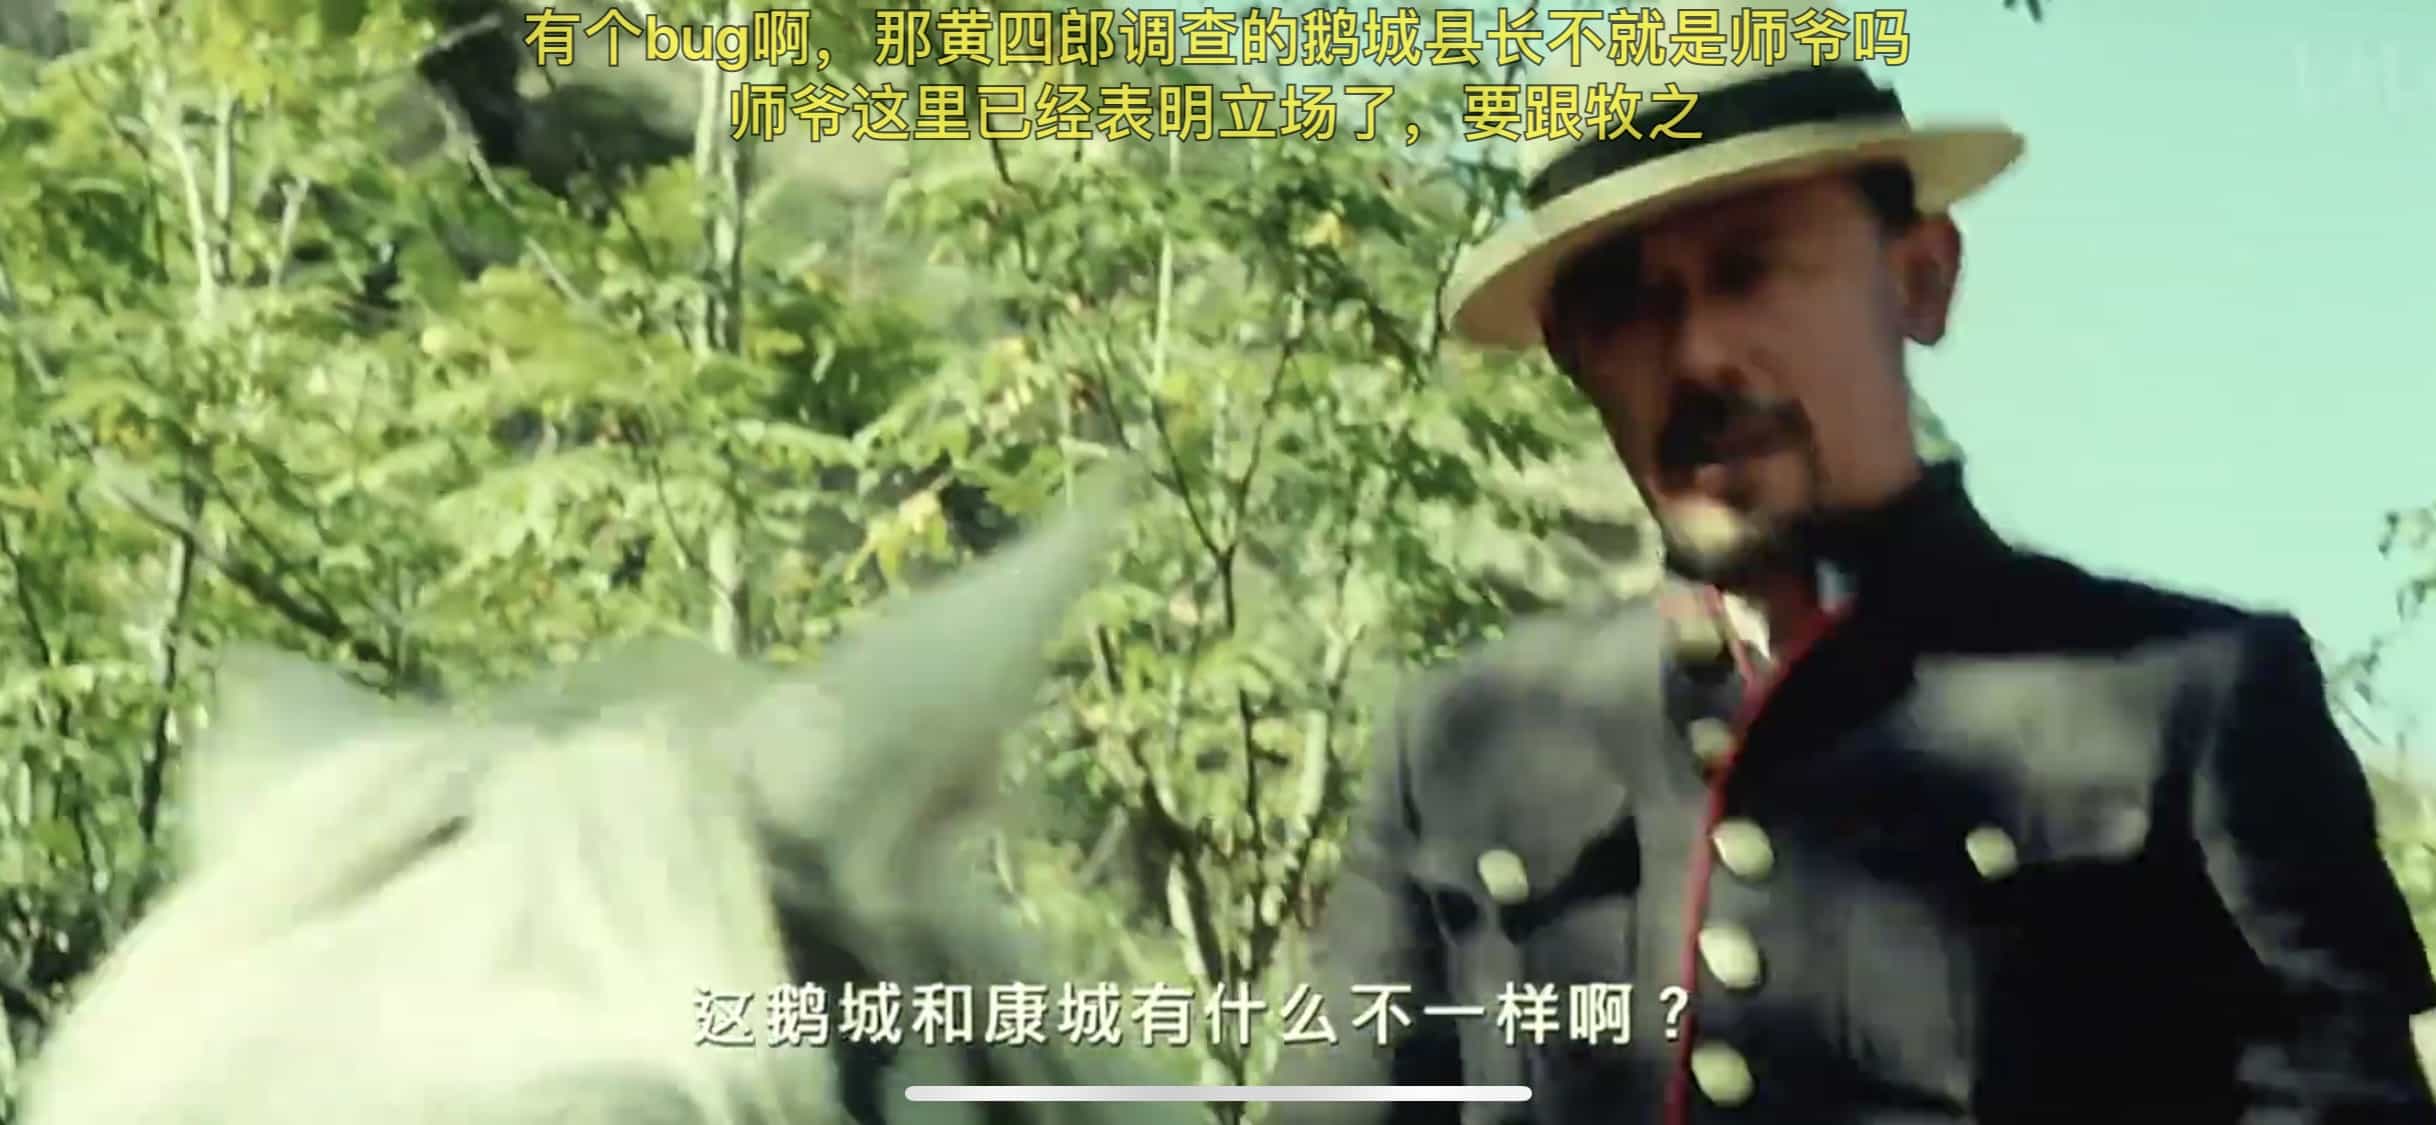 有个bug啊，那黄四郎调查的鹅城县长不就是师爷吗
师爷这里已经表明立场了，要跟牧之
这鹅城和康城有什么不一样啊？